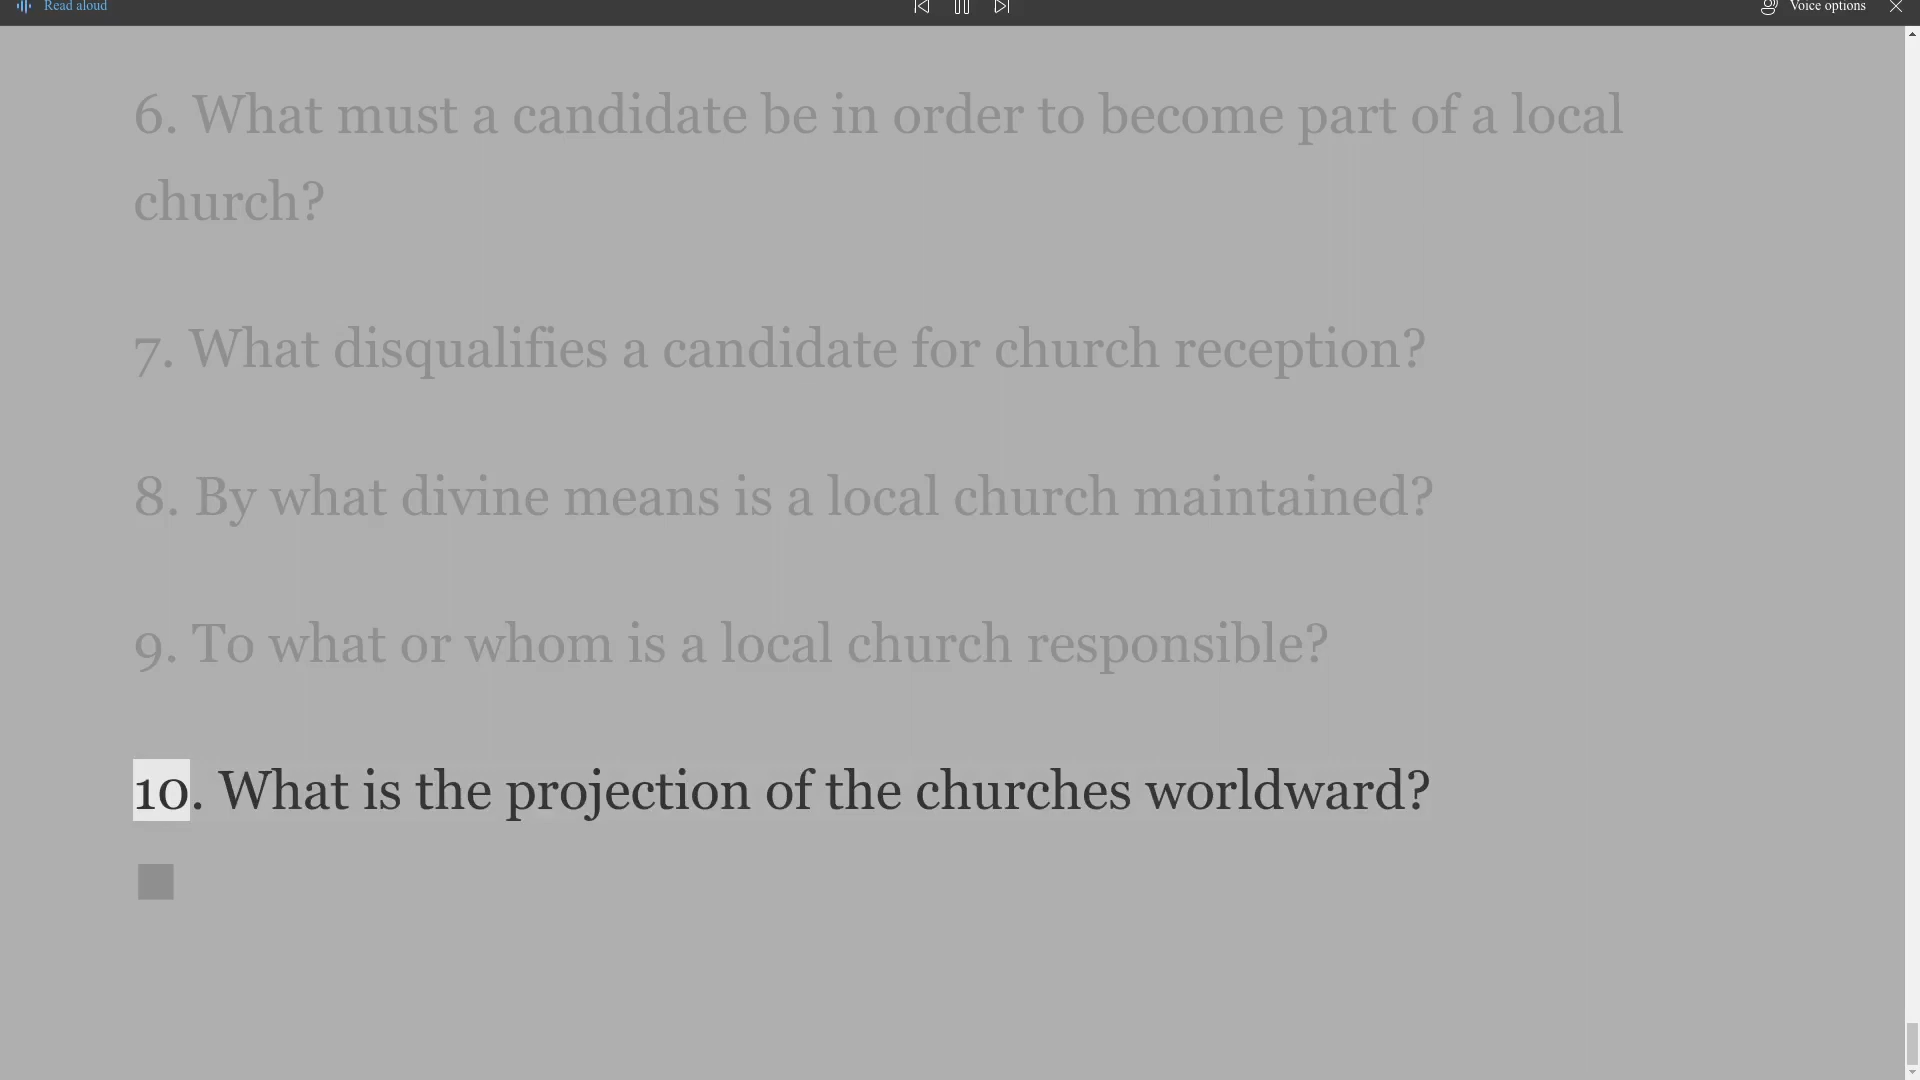 Read aloud
Voice options
6. What must a candidate be in order to become part of a local
church?
7. What disqualifies a candidate for church reception?
8. By what divine means is a local church maintained?
9. To what or whom is a local church responsible?
10. What is the projection of the churches worldward?